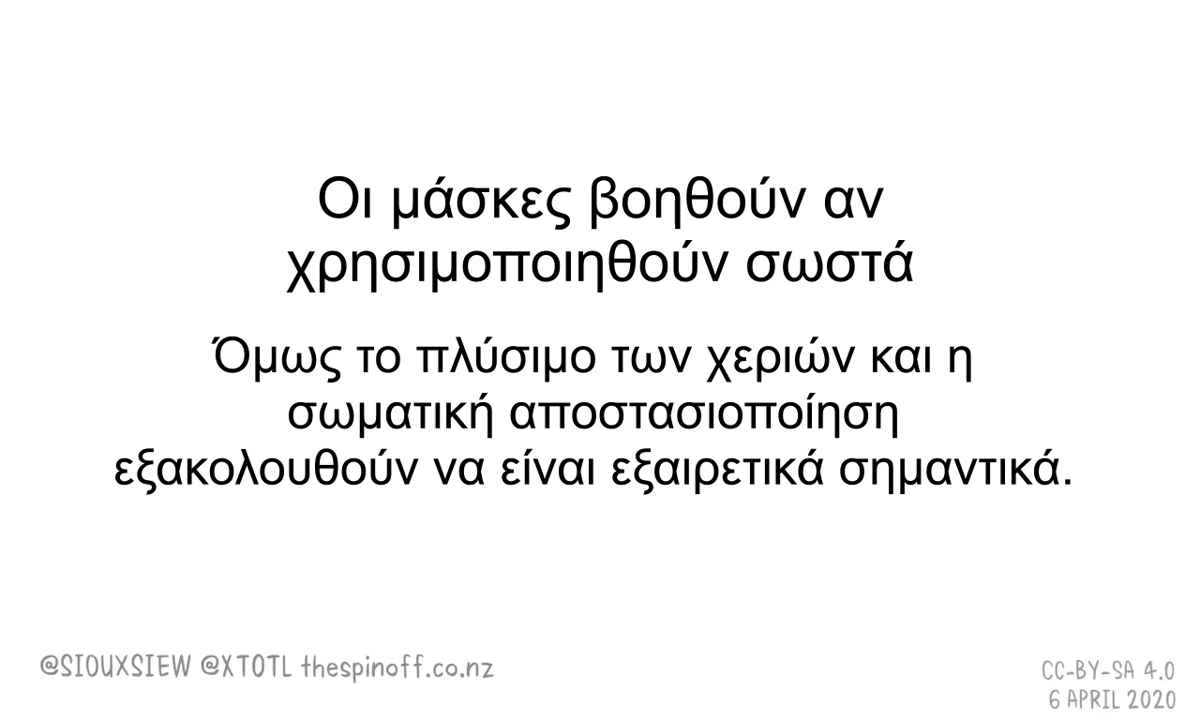 Οι μάσκες βοηθούν αν
χρησιμοποιηθούν σωστά
Όμως το πλύσιμο των χεριών και η
σωματική αποστασιοποίηση
εξακολουθούν να είναι εξαιρετικά σημαντικά.
@SIOUXSIEW @XTOTL thespinoff.co.nz
CC-BY-SA 4.0
6 APRIL 2020